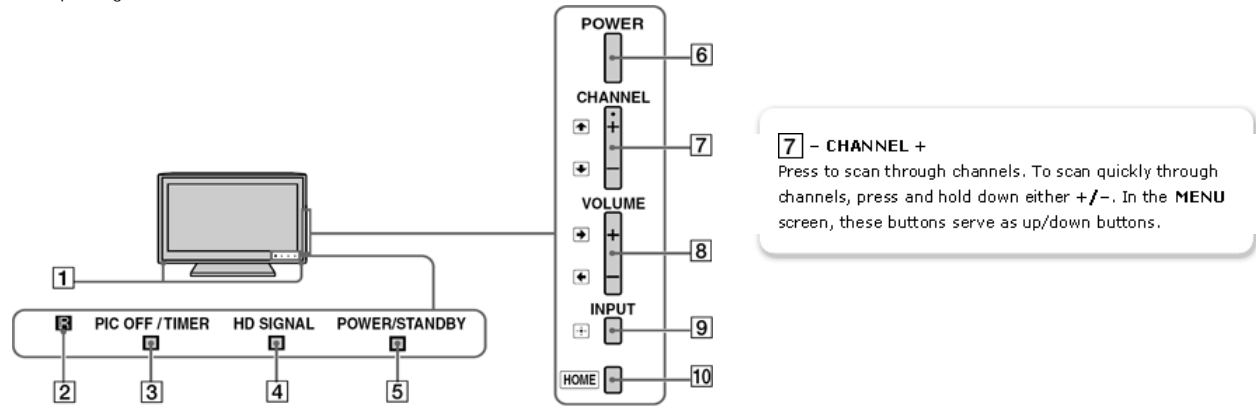 POWER
6
CHANNEL
+
7
–
VOLUME
+
8
–
1
INPUT
R PIC OFF / TIMER HD SIGNAL POWER/STANDBY
9
HOME
10
2 3 4 5
7 – CHANNEL +
Press to scan through channels. To scan quickly through
channels, press and hold down either +/–. In the MENU
screen, these buttons serve as up/down buttons.